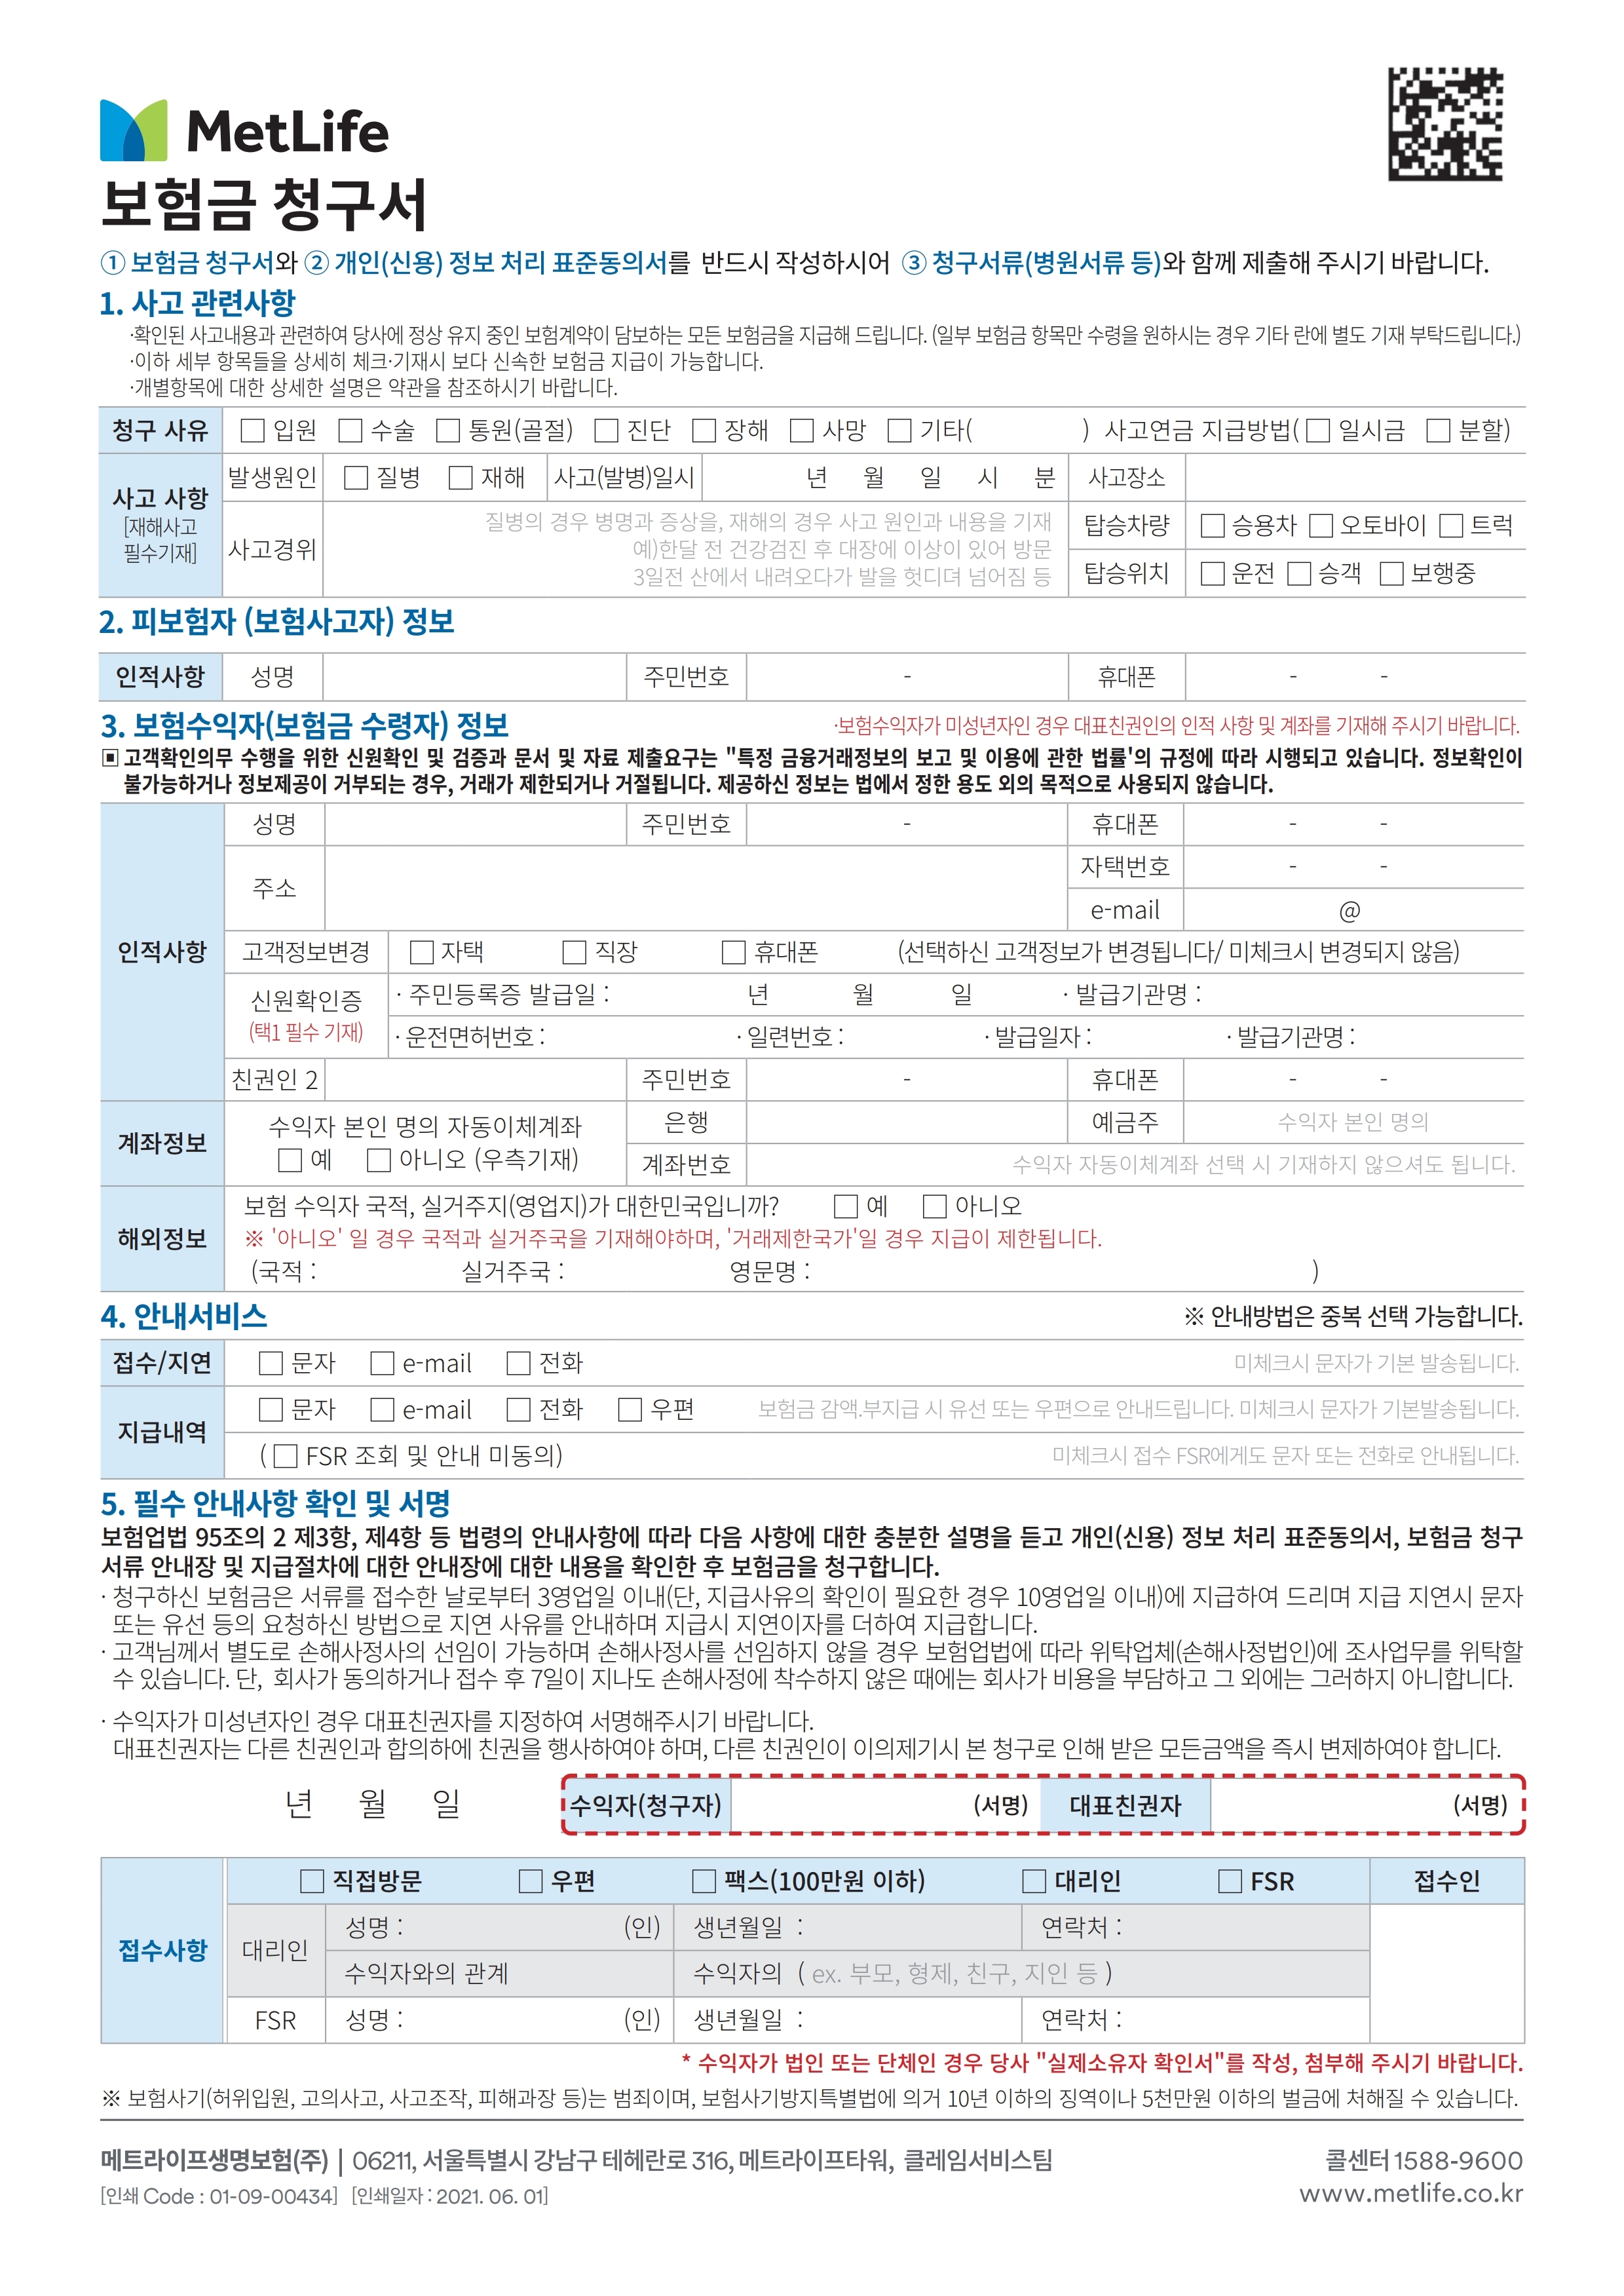 MetLife
보험금 청구서
① 보험금 청구서와 ② 개인(신용) 정보 처리 표준동의서를 반드시 작성하시어 ③ 청구서류(병원서류 등)와 함께 제출해 주시기 바랍니다.
1. 사고 관련사항
·확인된 사고내용과 관련하여 당사에 정상 유지 중인 보험계약이 담보하는 모든 보험금을 지급해 드립니다. (일부 보험금 항목만 수령을 원하시는 경우 기타 란에 별도 기재 부탁드립니다.)
·이하 세부 항목들을 상세히 체크·기재시 보다 신속한 보험금 지급이 가능합니다.
·개별항목에 대한 상세한 설명은 약관을 참조하시기 바랍니다.
청구 사유 □ 입원 □ 수술 □ 통원(골절) □ 진단 □ 장해 □ 사망 □ 기타( ) 사고연금 지급방법( □ 일시금 □ 분할)
사고 사항 [재해사고 필수기재]
발생원인 □ 질병 □ 재해 사고(발병)일시 년 월 일 시 분 사고장소
사고경위
질병의 경우 병명과 증상을, 재해의 경우 사고 원인과 내용을 기재
예)한달 전 건강검진 후 대장에 이상이 있어 방문
3일전 산에서 내려오다가 발을 헛디뎌 넘어짐 등
탑승차량 □ 승용차 □ 오토바이 □ 트럭
탑승위치 □ 운전 □ 승객 □ 보행중
2. 피보험자 (보험사고자) 정보
인적사항 성명 주민번호 - 휴대폰 - -
3. 보험수익자(보험금 수령자) 정보 ·보험수익자가 미성년자인 경우 대표친권인의 인적 사항 및 계좌를 기재해 주시기 바랍니다.
▣ 고객확인의무 수행을 위한 신원확인 및 검증과 문서 및 자료 제출요구는 "특정 금융거래정보의 보고 및 이용에 관한 법률'의 규정에 따라 시행되고 있습니다. 정보확인이
불가능하거나 정보제공이 거부되는 경우, 거래가 제한되거나 거절됩니다. 제공하신 정보는 법에서 정한 용도 외의 목적으로 사용되지 않습니다.
인적사항
성명 주민번호 - 휴대폰 - -
주소 자택번호 - -
e-mail @
고객정보변경 □ 자택 □ 직장 □ 휴대폰 (선택하신 고객정보가 변경됩니다/ 미체크시 변경되지 않음)
신원확인증 (택1 필수 기재)
· 주민등록증 발급일 : 년 월 일 · 발급기관명 :
· 운전면허번호 : · 일련번호 : · 발급일자 : · 발급기관명 :
친권인 2 주민번호 - 휴대폰 - -
계좌정보 수익자 본인 명의 자동이체계좌
□ 예 □ 아니오 (우측기재)
은행 예금주 수익자 본인 명의
계좌번호 수익자 자동이체계좌 선택 시 기재하지 않으셔도 됩니다.
해외정보
보험 수익자 국적, 실거주지(영업지)가 대한민국입니까? □ 예 □ 아니오
※ '아니오' 일 경우 국적과 실거주국을 기재해야하며, '거래제한국가'일 경우 지급이 제한됩니다.
(국적 : 실거주국 : 영문명 : )
4. 안내서비스 ※ 안내방법은 중복 선택 가능합니다.
접수/지연 □ 문자 □ e-mail □ 전화 미체크시 문자가 기본 발송됩니다.
지급내역 □ 문자 □ e-mail □ 전화 □ 우편 보험금 감액.부지급 시 유선 또는 우편으로 안내드립니다. 미체크시 문자가 기본발송됩니다.
( □ FSR 조회 및 안내 미동의) 미체크시 접수 FSR에게도 문자 또는 전화로 안내됩니다.
5. 필수 안내사항 확인 및 서명
보험업법 95조의 2 제3항, 제4항 등 법령의 안내사항에 따라 다음 사항에 대한 충분한 설명을 듣고 개인(신용) 정보 처리 표준동의서, 보험금 청구
서류 안내장 및 지급절차에 대한 안내장에 대한 내용을 확인한 후 보험금을 청구합니다.
· 청구하신 보험금은 서류를 접수한 날로부터 3영업일 이내(단, 지급사유의 확인이 필요한 경우 10영업일 이내)에 지급하여 드리며 지급 지연시 문자
또는 유선 등의 요청하신 방법으로 지연 사유를 안내하며 지급시 지연이자를 더하여 지급합니다.
· 고객님께서 별도로 손해사정사의 선임이 가능하며 손해사정사를 선임하지 않을 경우 보험업법에 따라 위탁업체(손해사정법인)에 조사업무를 위탁할
수 있습니다. 단, 회사가 동의하거나 접수 후 7일이 지나도 손해사정에 착수하지 않은 때에는 회사가 비용을 부담하고 그 외에는 그러하지 아니합니다.
· 수익자가 미성년자인 경우 대표친권자를 지정하여 서명해주시기 바랍니다.
대표친권자는 다른 친권인과 합의하에 친권을 행사하여야 하며, 다른 친권인이 이의제기시 본 청구로 인해 받은 모든금액을 즉시 변제하여야 합니다.
년 월 일 수익자(청구자) (서명) 대표친권자 (서명)
접수사항
□ 직접방문 □ 우편 □ 팩스(100만원 이하) □ 대리인 □ FSR 접수인
대리인 성명 : (인) 생년월일 : 연락처 :
수익자와의 관계 수익자의 ( ex. 부모, 형제, 친구, 지인 등 )
FSR 성명 : (인) 생년월일 : 연락처 :
* 수익자가 법인 또는 단체인 경우 당사 "실제소유자 확인서"를 작성, 첨부해 주시기 바랍니다.
※ 보험사기(허위입원, 고의사고, 사고조작, 피해과장 등)는 범죄이며, 보험사기방지특별법에 의거 10년 이하의 징역이나 5천만원 이하의 벌금에 처해질 수 있습니다.
메트라이프생명보험(주) | 06211, 서울특별시 강남구 테헤란로 316, 메트라이프타워, 클레임서비스팀 콜센터 1588-9600
[인쇄 Code : 01-09-00434] [인쇄일자 : 2021. 06. 01] www.metlife.co.kr